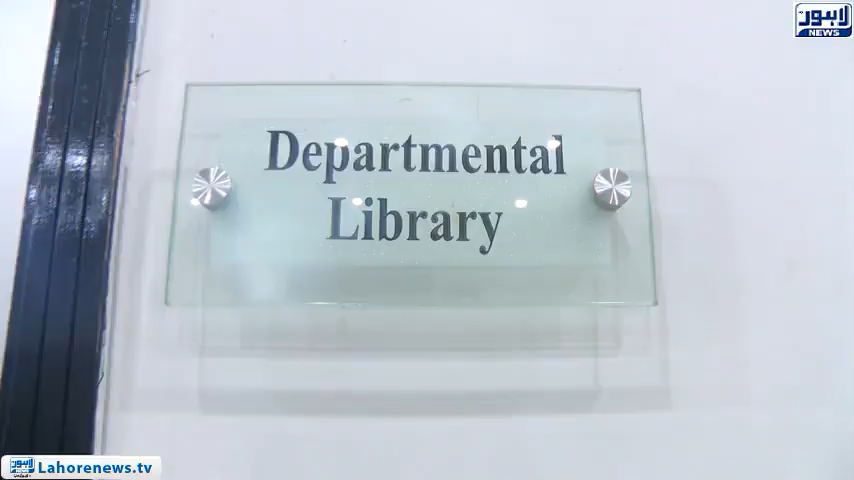 لاہور
NEWS
Departmental
Library
Lahorenews.tv